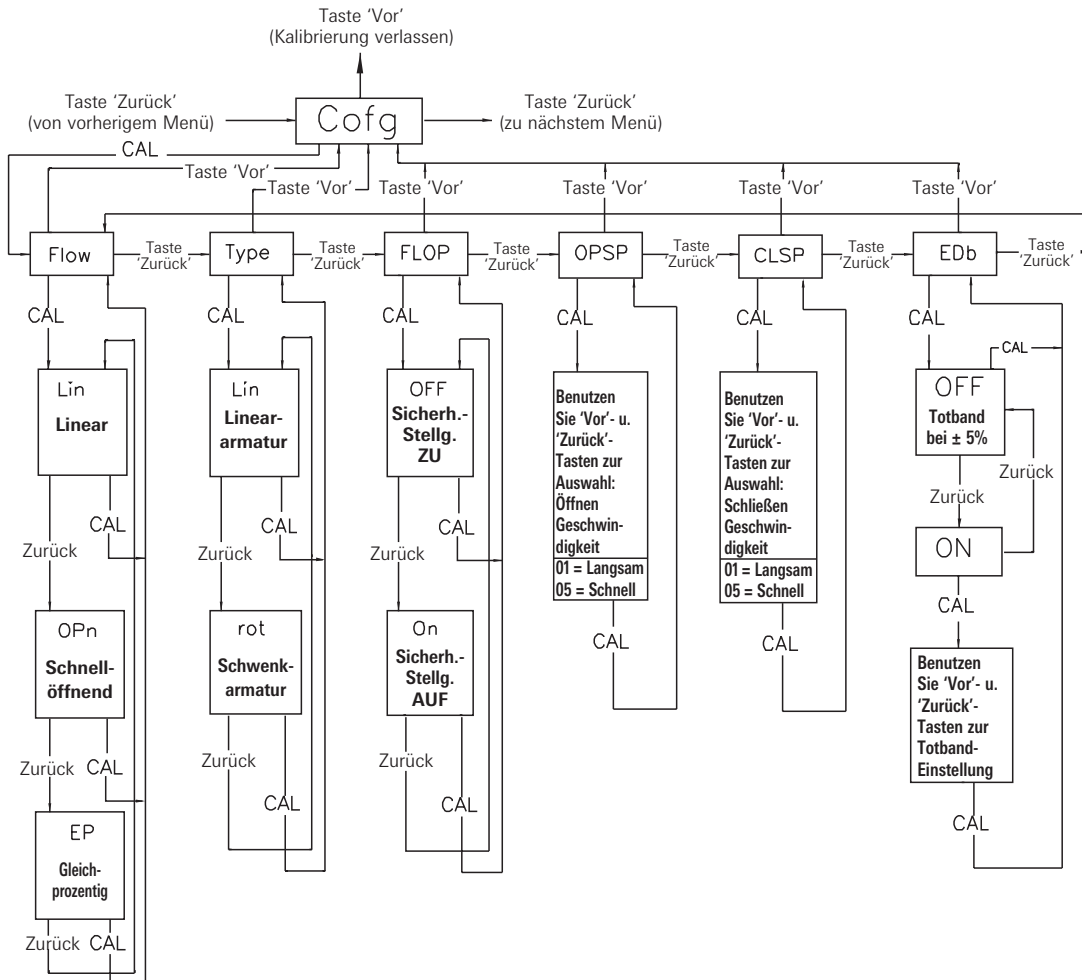 Taste 'Vor'
(Kalibrierung verlassen)
Taste 'Zurück'
(von vorherigem Menü)
Cofg
Taste 'Zurück'
(zu nächstem Menü)
CAL
Taste 'Vor'
Taste 'Vor'
Taste 'Vor'
Taste 'Vor'
Taste 'Vor'
Taste 'Vor'
Flow
Taste
'Zurück'
Type
Taste
'Zurück'
FLOP
Taste
'Zurück'
OPSP
Taste
'Zurück'
CLSP
Taste
'Zurück'
EDb
Taste
'Zurück'
CAL
CAL
CAL
CAL
CAL
CAL
CAL
Lin
Linear
Lin
Linear-
armatur
OFF
Sicherh.-
Stellg.
ZU
Benutzen
Sie 'Vor'- u.
'Zurück'-
Tasten zur
Auswahl:
Öffnen
Geschwin-
digkeit
01 = Langsam
05 = Schnell
Benutzen
Sie 'Vor'- u.
'Zurück'-
Tasten zur
Auswahl:
Schließen
Geschwin-
digkeit
01 = Langsam
05 = Schnell
OFF
Totband
bei ± 5%
Zurück
Zurück
ON
CAL
CAL
CAL
Zurück
Zurück
Zurück
CAL
CAL
CAL
OPn
Schnell-
öffnend
rot
Schwenk-
armatur
On
Sicherh.-
Stellg.
AUF
Benutzen
Sie 'Vor'- u.
'Zurück'-
Tasten zur
Totband-
Einstellung
Zurück
CAL
Zurück
CAL
Zurück
CAL
CAL
EP
Gleich-
prozentig
Zurück
CAL